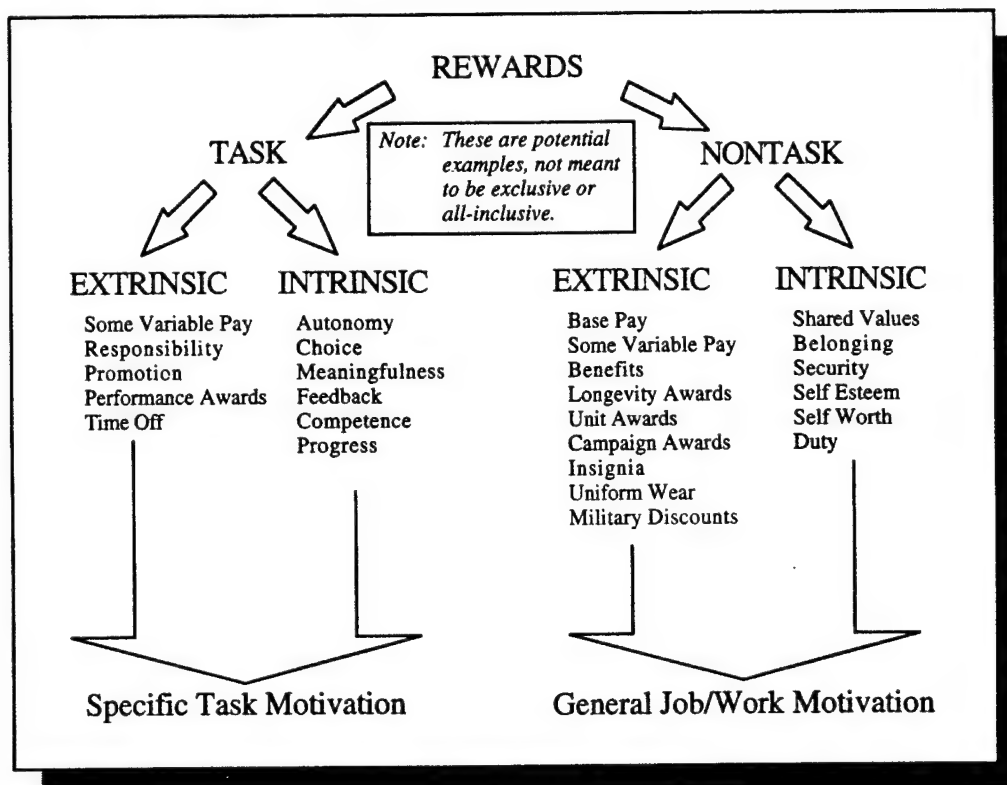 REWARDS
TASK
Note: These are potential
examples, not meant
to be exclusive or
all-inclusive.
NONTASK
EXTRINSIC
Some Variable Pay
Responsibility
Promotion
Performance Awards
Time Off
INTRINSIC
Autonomy
Choice
Meaningfulness
Feedback
Competence
Progress
EXTRINSIC
Base Pay
Some Variable Pay
Benefits
Longevity Awards
Unit Awards
Campaign Awards
Insignia
Uniform Wear
Military Discounts
INTRINSIC
Shared Values
Belonging
Security
Self Esteem
Self Worth
Duty
Specific Task Motivation
General Job/Work Motivation